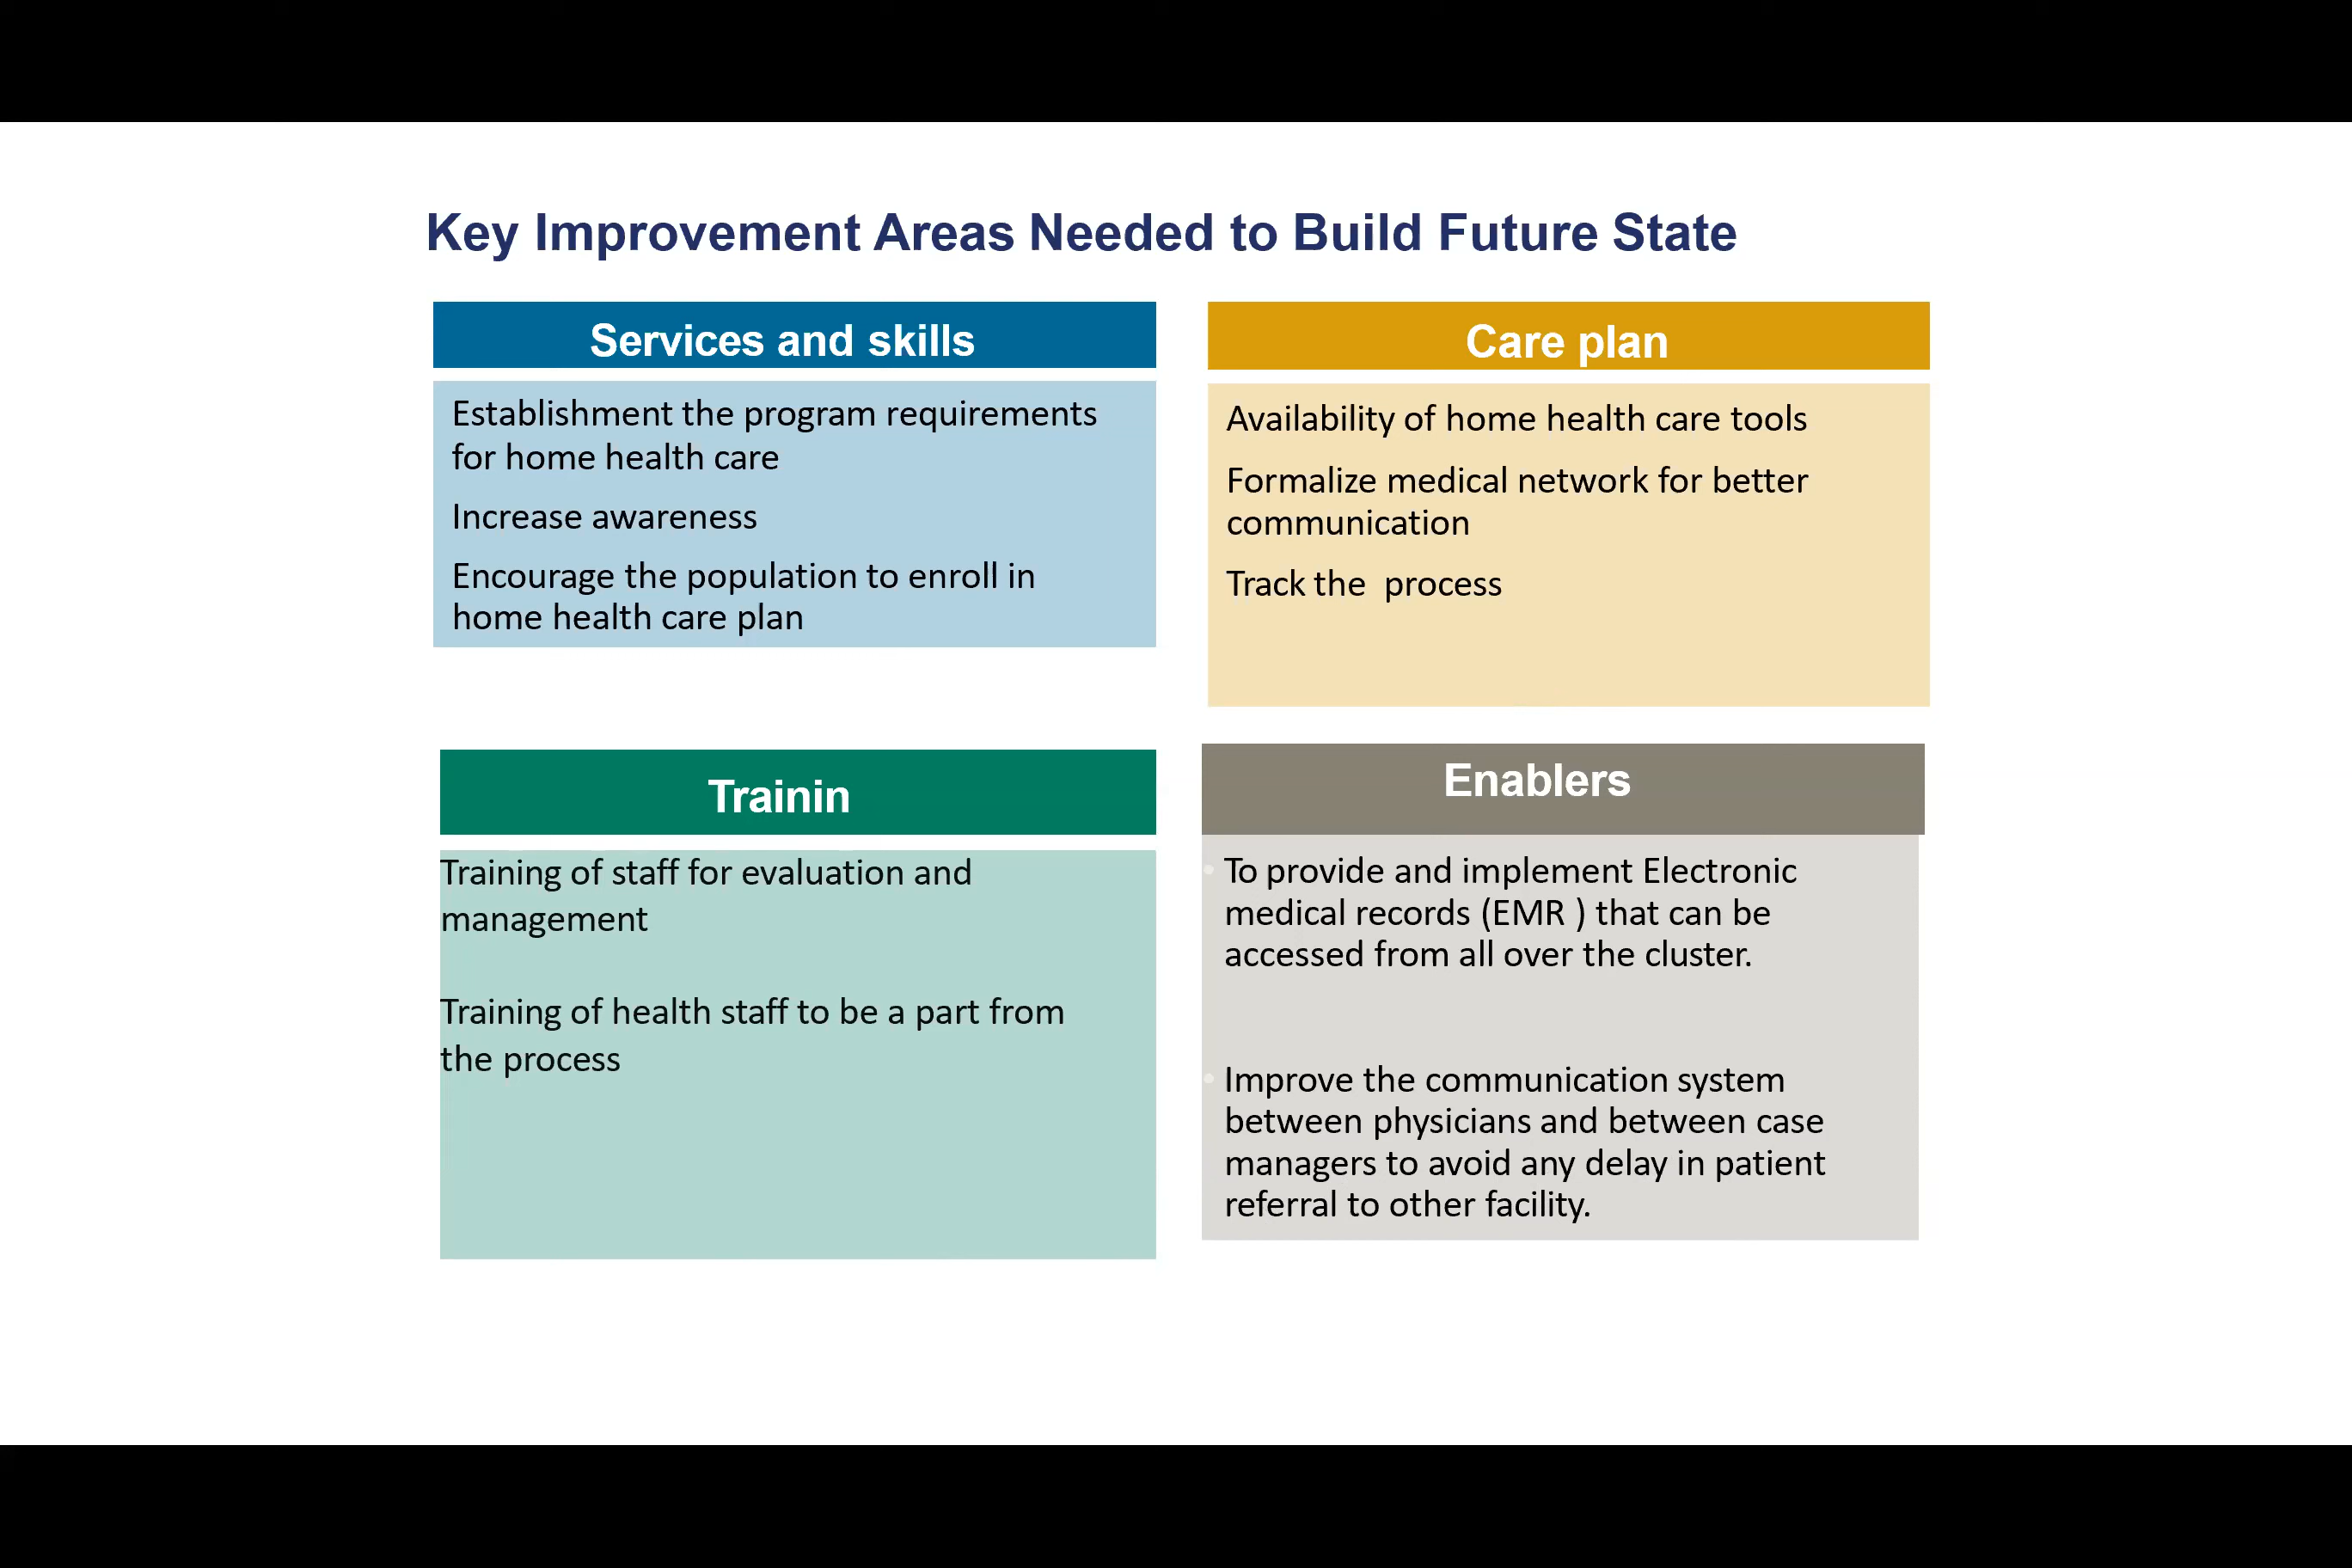 Key Improvement Areas Needed to Build Future State
Services and skills
Establishment the program requirements
for home health care
Increase awareness
Encourage the population to enroll in
home health care plan
Care plan
Availability of home health care tools
Formalize medical network for better
communication
Track the  process
Trainin
Training of staff for evaluation and
management
Training of health staff to be a part from
the process
Enablers
• To provide and implement Electronic
medical records (EMR ) that can be
accessed from all over the cluster.
• Improve the communication system
between physicians and between case
managers to avoid any delay in patient
referral to other facility.